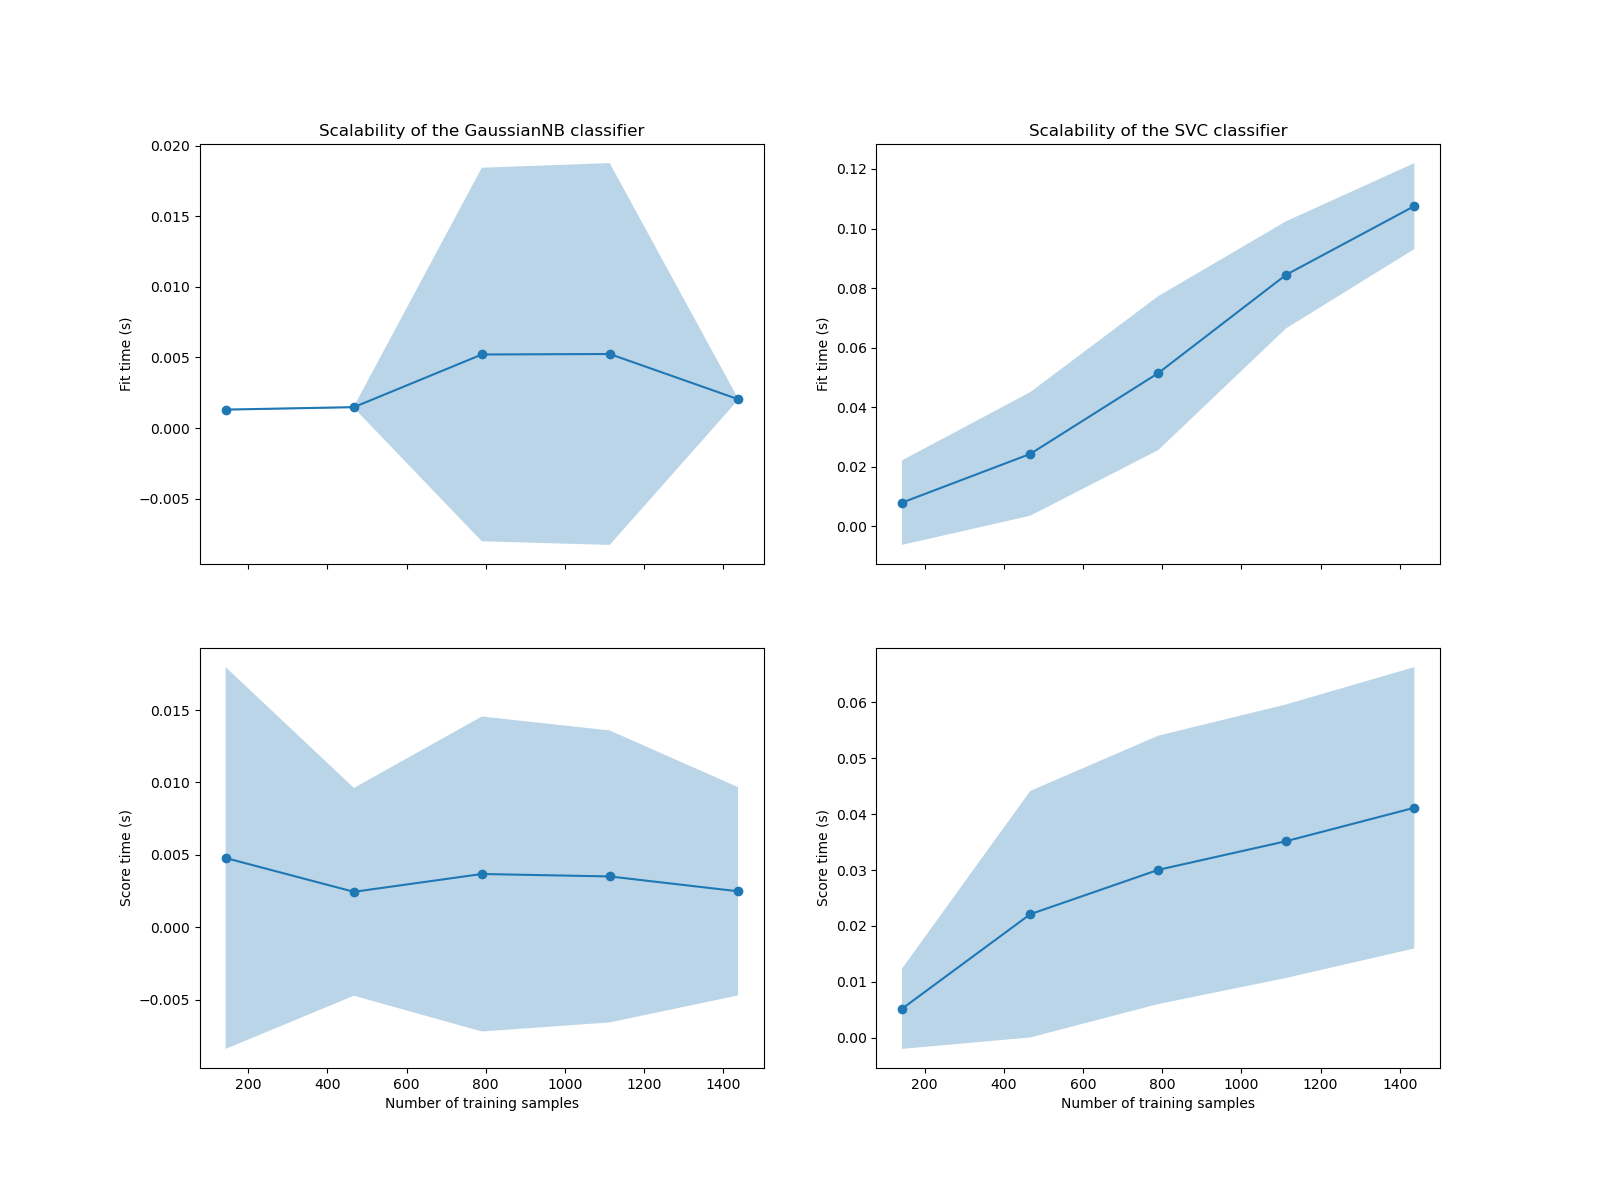 Scalability of the GaussianNB classifier
Fit time (s)
0.020
0.015
0.010
0.005
0.000
−0.005
Scalability of the SVC classifier
Fit time (s)
0.12
0.10
0.08
0.06
0.04
0.02
0.00
Score time (s)
0.015
0.010
0.005
0.000
−0.005
200 400 600 800 1000 1200 1400
Number of training samples
Score time (s)
0.06
0.05
0.04
0.03
0.02
0.01
0.00
200 400 600 800 1000 1200 1400
Number of training samples